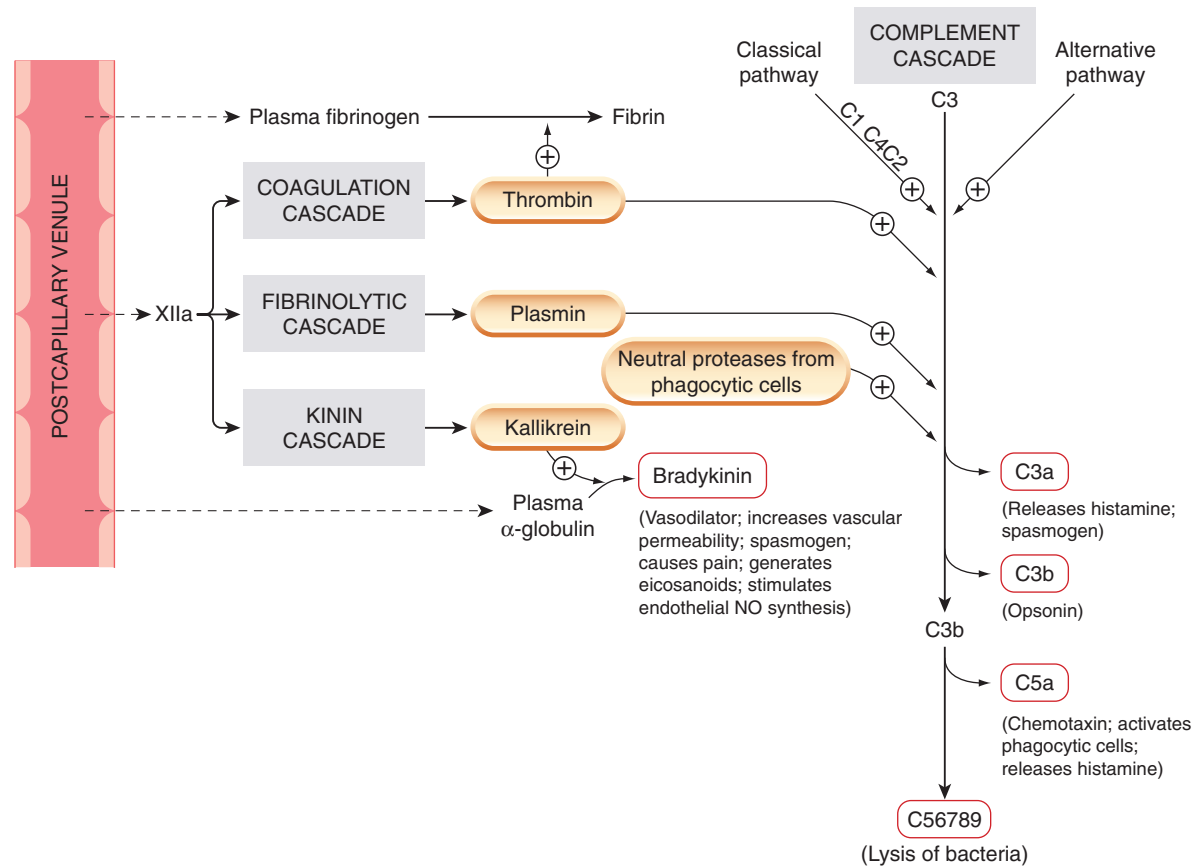 POSTCAPILLARY VENULE
Plasma fibrinogen
Fibrin
XIIa
COAGULATION
CASCADE
Thrombin
FIBRINOLYTIC
CASCADE
Plasmin
Neutral proteases from
phagocytic cells
KININ
CASCADE
Kallikrein
Plasma
α-globulin
Bradykinin
(Vasodilator; increases vascular
permeability; spasmogen;
causes pain; generates
eicosanoids; stimulates
endothelial NO synthesis)
Classical
pathway
COMPLEMENT
CASCADE
Alternative
pathway
C3
C1 C4C2
+
+
+
+
+
+
+
C3a
(Releases histamine;
spasmogen)
C3b
(Opsonin)
C3b
C5a
(Chemotaxin; activates
phagocytic cells;
releases histamine)
C56789
(Lysis of bacteria)